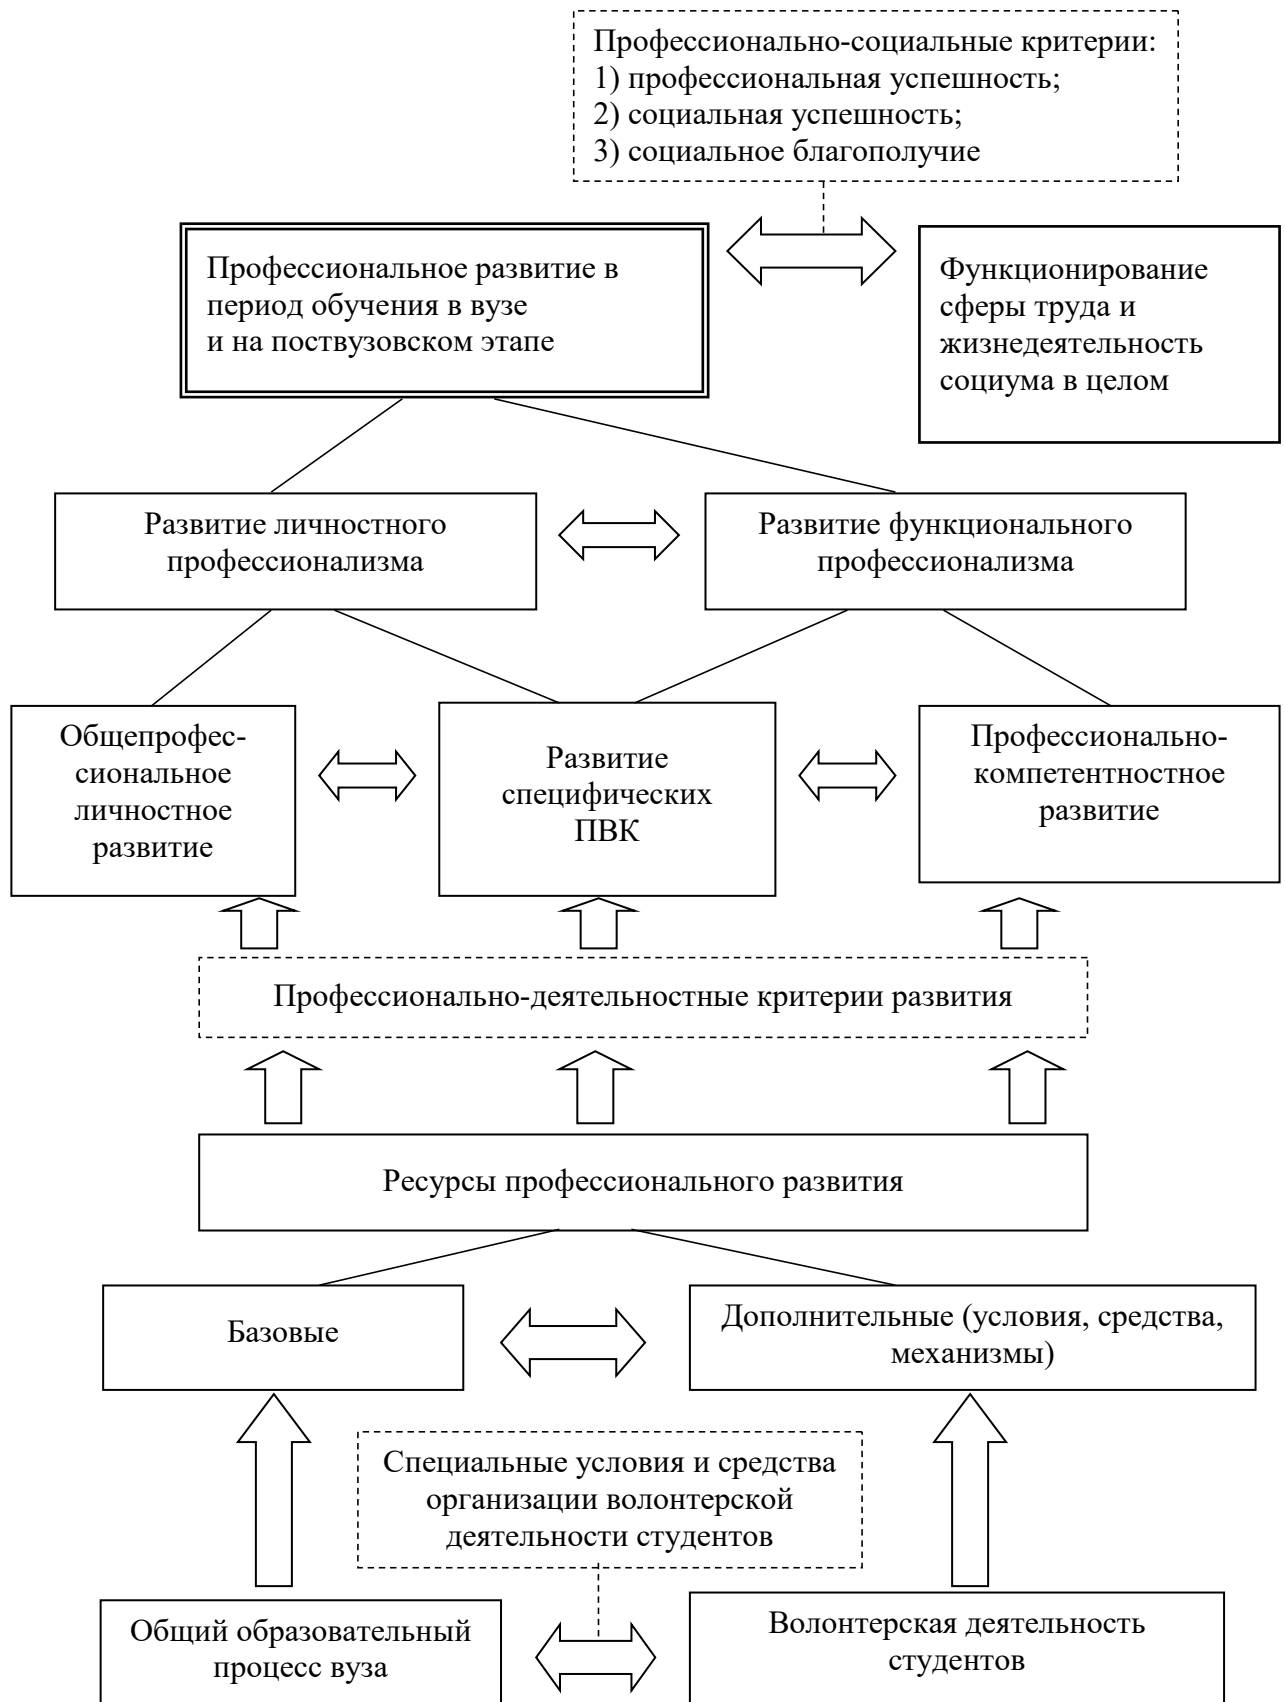 Профессионально-социальные критерии:
1) профессиональная успешность;
2) социальная успешность;
3) социальное благополучие
Профессиональное развитие в
период обучения в вузе
и на поствузовском этапе
Функционирование
сферы труда и
жизнедеятельность
социума в целом
Развитие личностного
профессионализма
Развитие функционального
профессионализма
Общепрофес-
сиональное
личностное
развитие
Развитие
специфических
ПВК
Профессионально-
компетентностное
развитие
Профессионально-деятельностные критерии развития
Ресурсы профессионального развития
Базовые
Дополнительные (условия, средства,
механизмы)
Специальные условия и средства
организации волонтерской
деятельности студентов
Общий образовательный
процесс вуза
Волонтерская деятельность
студентов